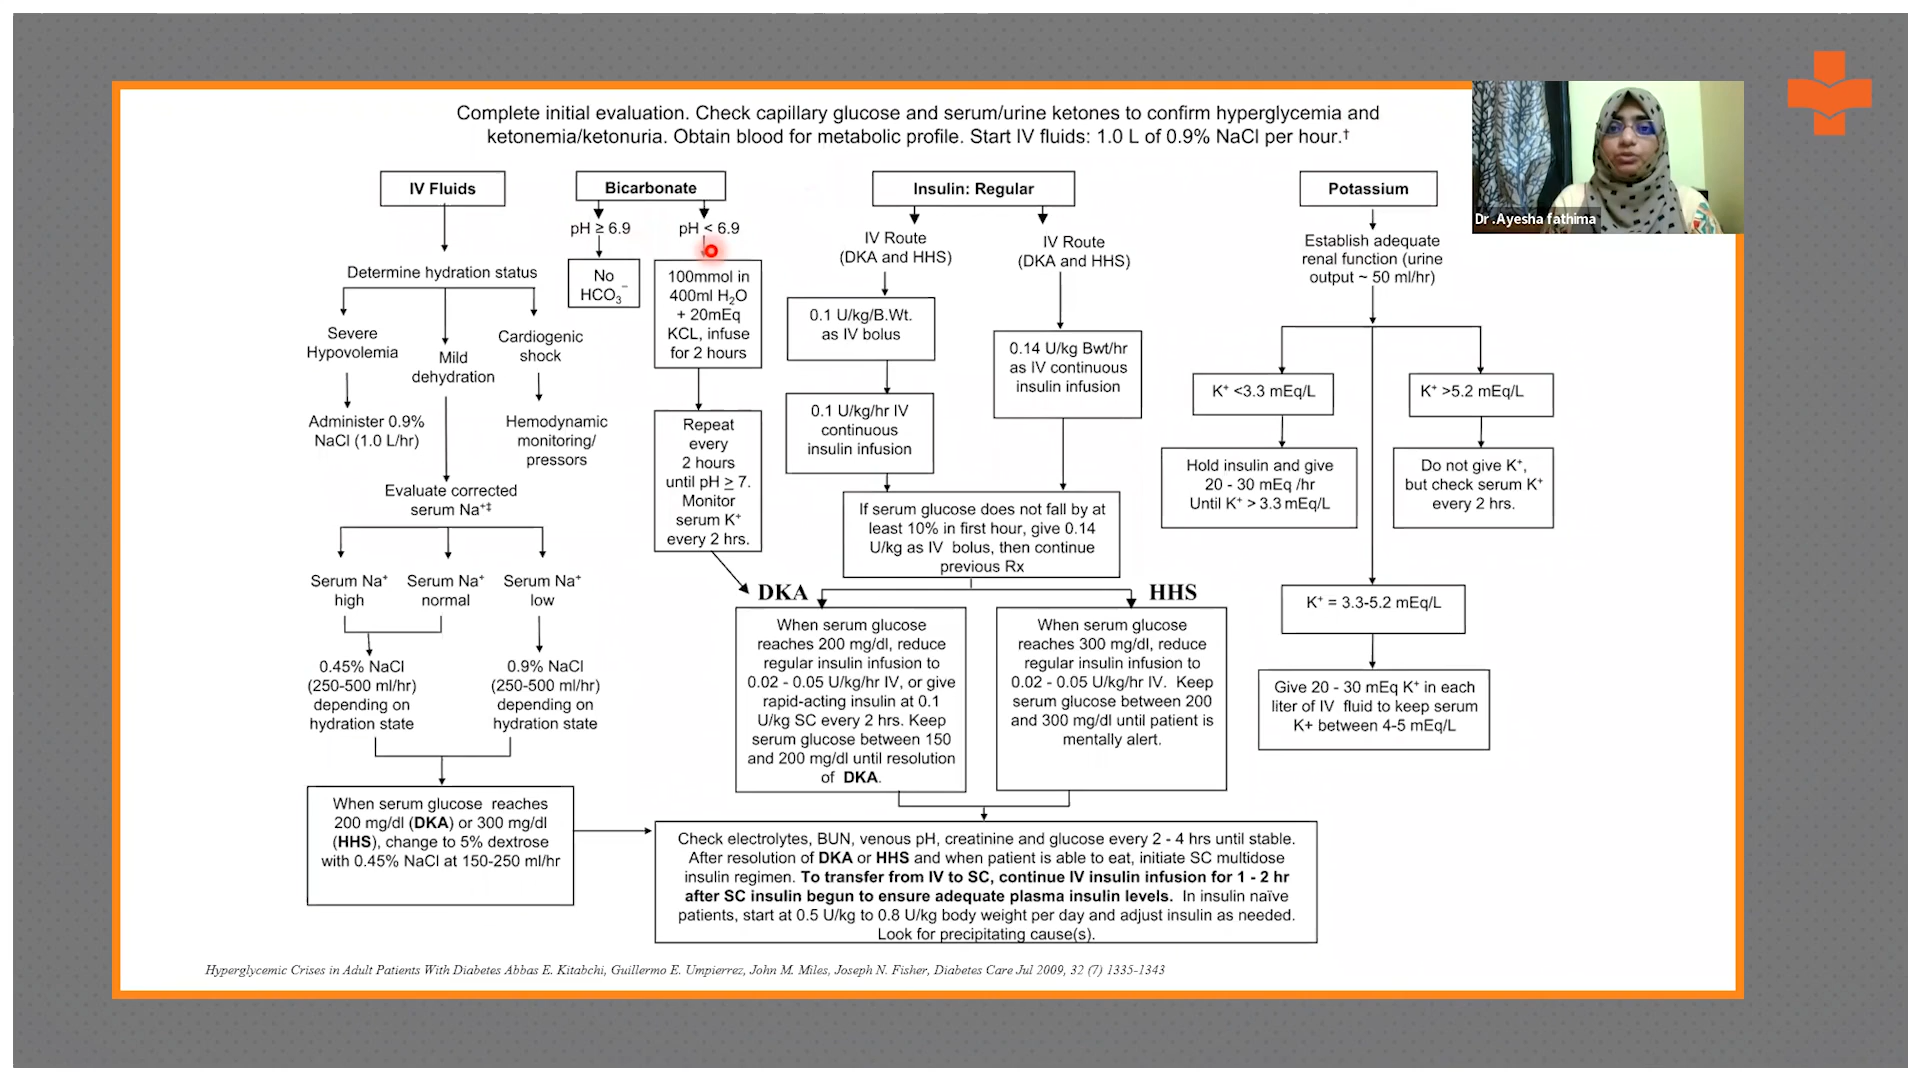 Complete initial evaluation. Check capillary glucose and serum/urine ketones to confirm hyperglycemia and
ketonemia/ketonuria. Obtain blood for metabolic profile. Start IV fluids: 1.0 L of 0.9% NaCl per hour.†
Dr .Ayesha fathima
IV Fluids
Determine hydration status
Severe
Hypovolemia
Mild
dehydration
Cardiogenic
shock
Administer 0.9%
NaCl (1.0 L/hr)
Hemodynamic
monitoring/
pressors
Evaluate corrected
serum Na⁺‡
Serum Na⁺
high
Serum Na⁺
normal
Serum Na⁺
low
0.45% NaCl
(250-500 ml/hr)
depending on
hydration state
0.9% NaCl
(250-500 ml/hr)
depending on
hydration state
When serum glucose reaches
200 mg/dl (DKA) or 300 mg/dl
(HHS), change to 5% dextrose
with 0.45% NaCl at 150-250 ml/hr
Bicarbonate
pH ≥ 6.9
No
HCO₃⁻
pH < 6.9
100mmol in
400ml H₂O
+ 20mEq
KCL, infuse
for 2 hours
Repeat
every
2 hours
until pH ≥ 7.
Monitor
serum K⁺
every 2 hrs.
Insulin: Regular
IV Route
(DKA and HHS)
0.1 U/kg/B.Wt.
as IV bolus
0.1 U/kg/hr IV
continuous
insulin infusion
IV Route
(DKA and HHS)
0.14 U/kg Bwt/hr
as IV continuous
insulin infusion
If serum glucose does not fall by at
least 10% in first hour, give 0.14
U/kg as IV bolus, then continue
previous Rx
DKA
When serum glucose
reaches 200 mg/dl, reduce
regular insulin infusion to
0.02 - 0.05 U/kg/hr IV, or give
rapid-acting insulin at 0.1
U/kg SC every 2 hrs. Keep
serum glucose between 150
and 200 mg/dl until resolution
of DKA.
HHS
When serum glucose
reaches 300 mg/dl, reduce
regular insulin infusion to
0.02 - 0.05 U/kg/hr IV. Keep
serum glucose between 200
and 300 mg/dl until patient is
mentally alert.
Potassium
Establish adequate
renal function (urine
output ~ 50 ml/hr)
K⁺ <3.3 mEq/L
Hold insulin and give
20 - 30 mEq /hr
Until K⁺ > 3.3 mEq/L
K⁺ >5.2 mEq/L
Do not give K⁺,
but check serum K⁺
every 2 hrs.
K⁺ = 3.3-5.2 mEq/L
Give 20 - 30 mEq K⁺ in each
liter of IV fluid to keep serum
K+ between 4-5 mEq/L
Check electrolytes, BUN, venous pH, creatinine and glucose every 2 - 4 hrs until stable.
After resolution of DKA or HHS and when patient is able to eat, initiate SC multidose
insulin regimen. To transfer from IV to SC, continue IV insulin infusion for 1 - 2 hr
after SC insulin begun to ensure adequate plasma insulin levels. In insulin naïve
patients, start at 0.5 U/kg to 0.8 U/kg body weight per day and adjust insulin as needed.
Look for precipitating cause(s).
Hyperglycemic Crises in Adult Patients With Diabetes Abbas E. Kitabchi, Guillermo E. Umpierrez, John M. Miles, Joseph N. Fisher, Diabetes Care Jul 2009, 32 (7) 1335-1343